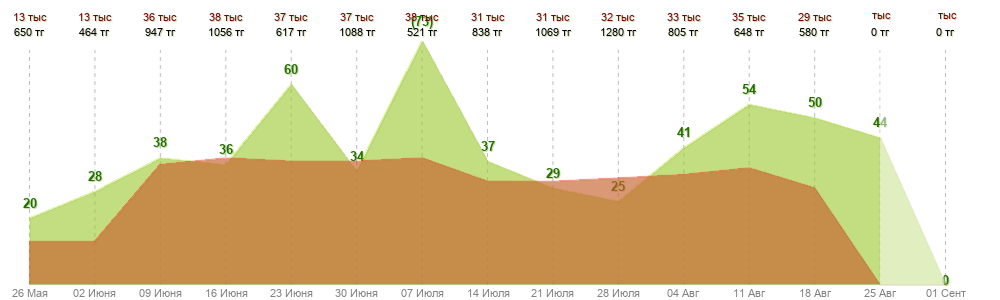 13 тыс 13 тыс 36 тыс 38 тыс 37 тыс 37 тыс 38 тыс 31 тыс 31 тыс 32 тыс 33 тыс 35 тыс 29 тыс тыс тыс
650 тг 464 тг 947 тг 1056 тг 617 тг 1088 тг 521 тг 838 тг 1069 тг 1280 тг 805 тг 648 тг 580 тг 0 тг 0 тг
20 28 38 36 60 34 (73) 37 29 25 41 54 50 44 0
26 Мая 02 Июня 09 Июня 16 Июня 23 Июня 30 Июня 07 Июля 14 Июля 21 Июля 28 Июля 04 Авг 11 Авг 18 Авг 25 Авг 01 Сент